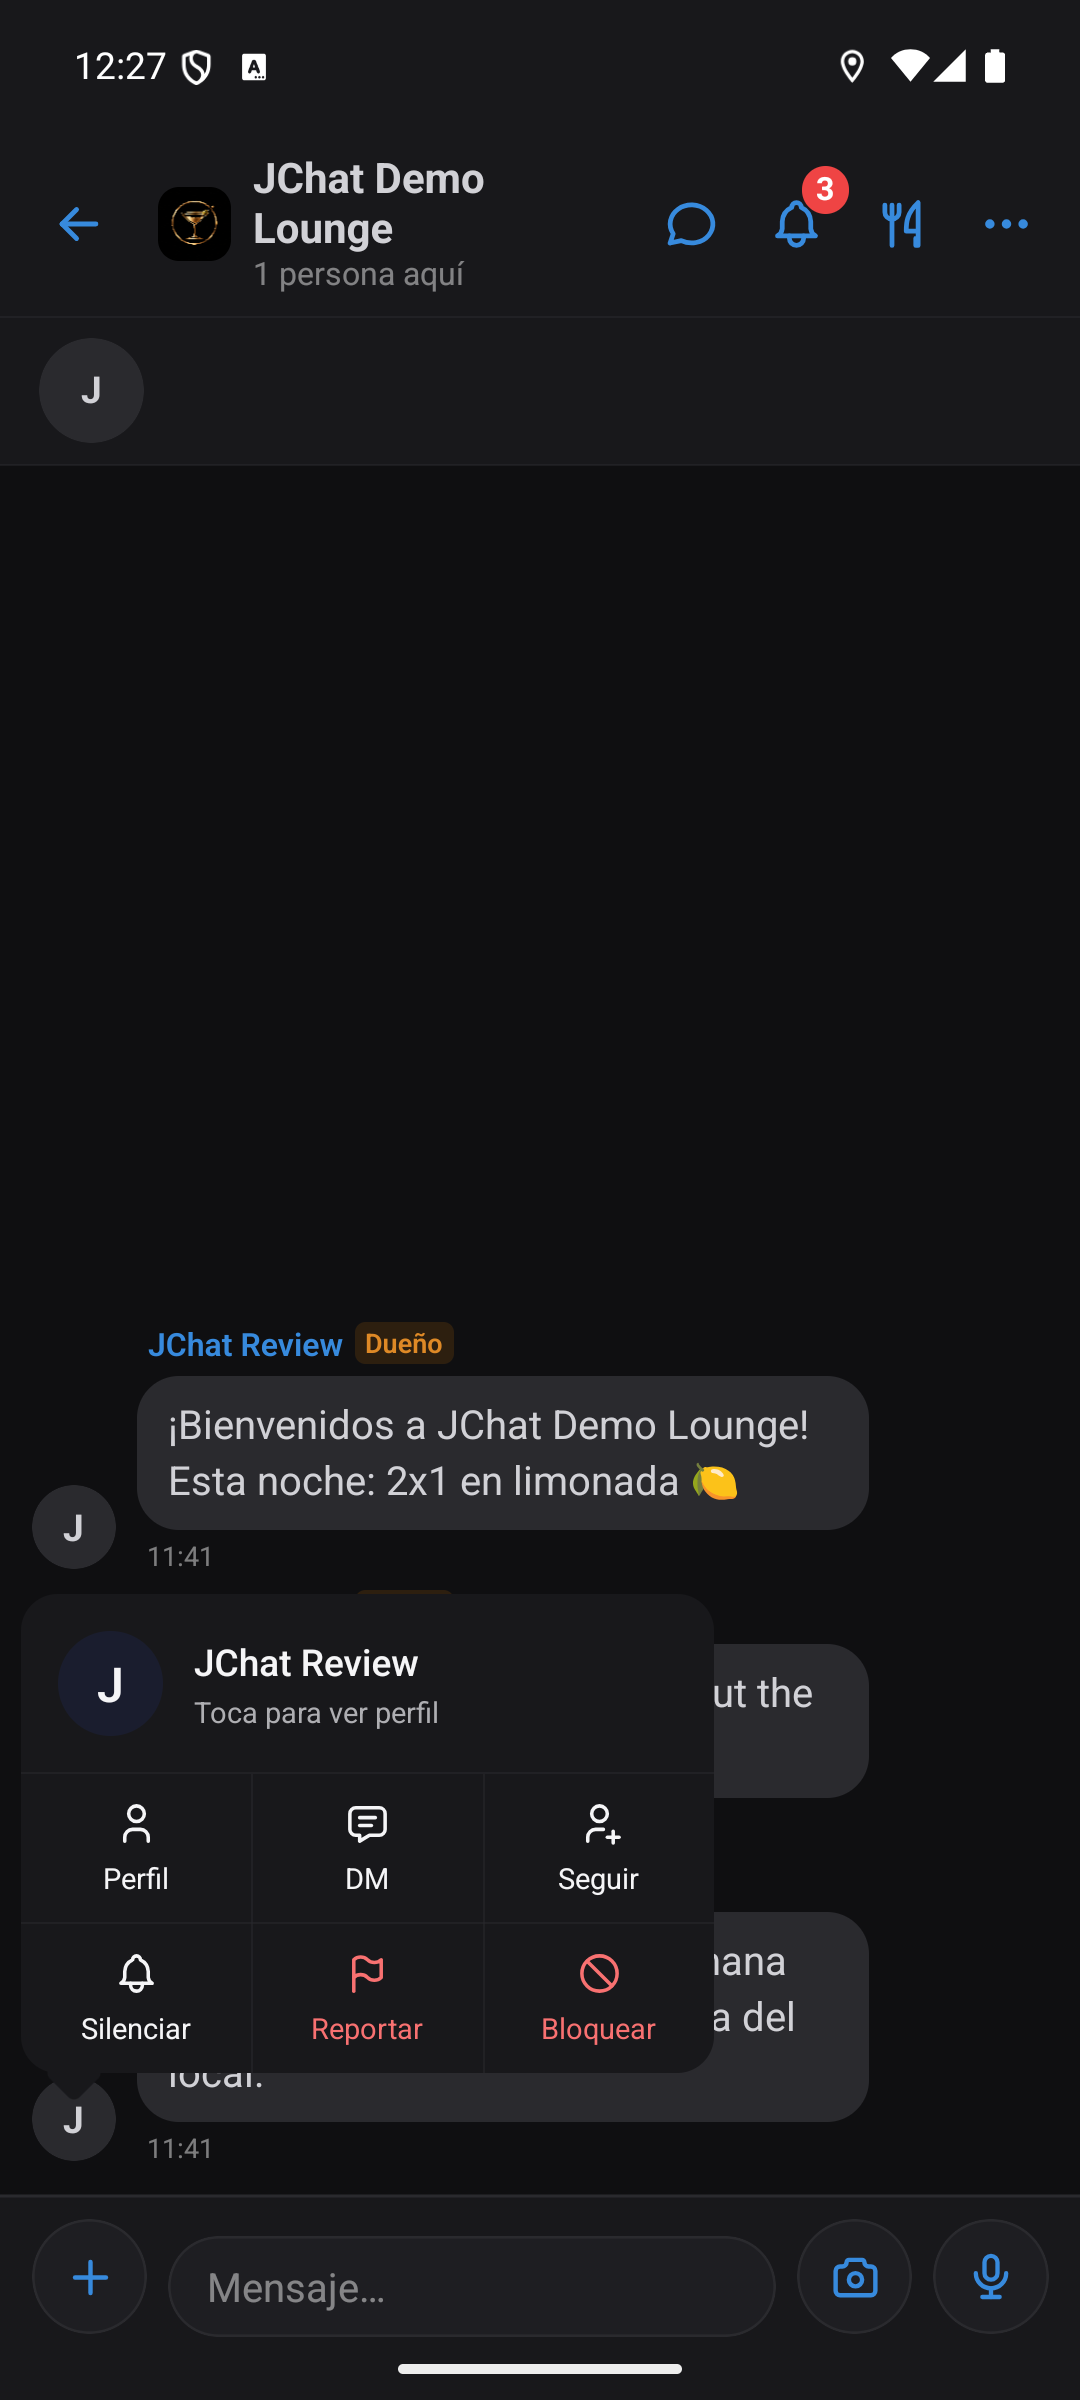 12:27
JChat Demo
Lounge
1 persona aquí
3
J
JChat Review Dueño
¡Bienvenidos a JChat Demo Lounge!
Esta noche: 2x1 en limonada 🍋
J
11:41
J
JChat Review
Toca para ver perfil
ut the
Perfil
DM
Seguir
a del
Silenciar
Reportar
Bloquear
J
11:41
Mensaje...